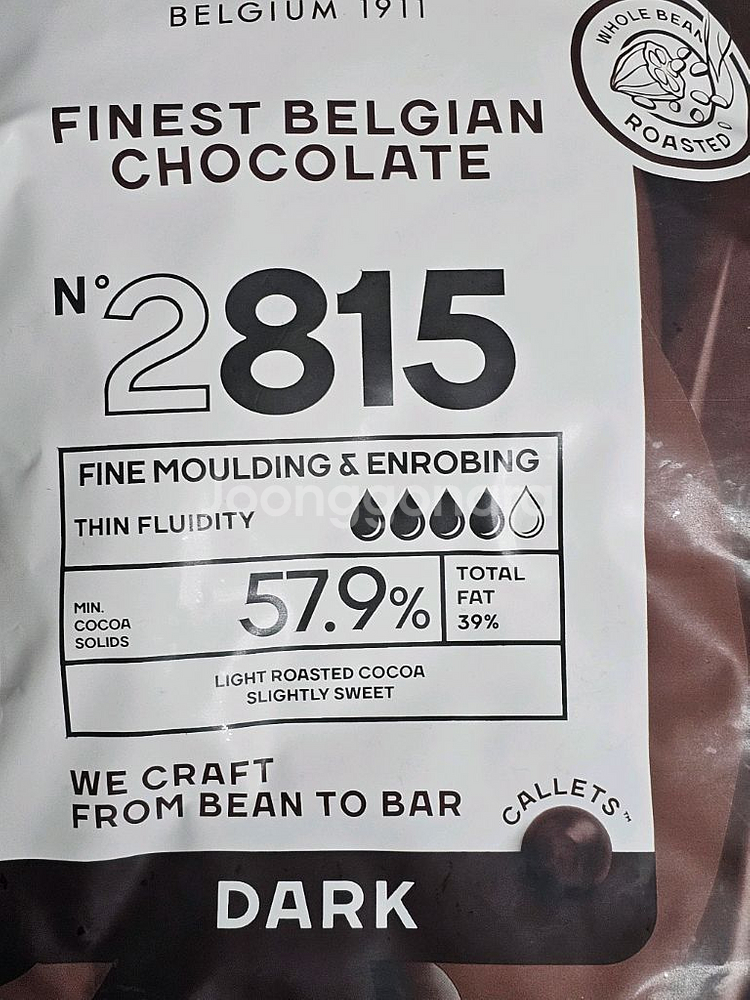 BELGIUM 1911
WHOLE BEAN
ROASTED
FINEST BELGIAN
CHOCOLATE
N° 2815
FINE MOULDING & ENROBING
Joonggonara
THIN FLUIDITY
MIN.
COCOA
SOLIDS
57.9%
TOTAL
FAT
39%
LIGHT ROASTED COCOA
SLIGHTLY SWEET
WE CRAFT
FROM BEAN TO BAR
CALLETS™
DARK